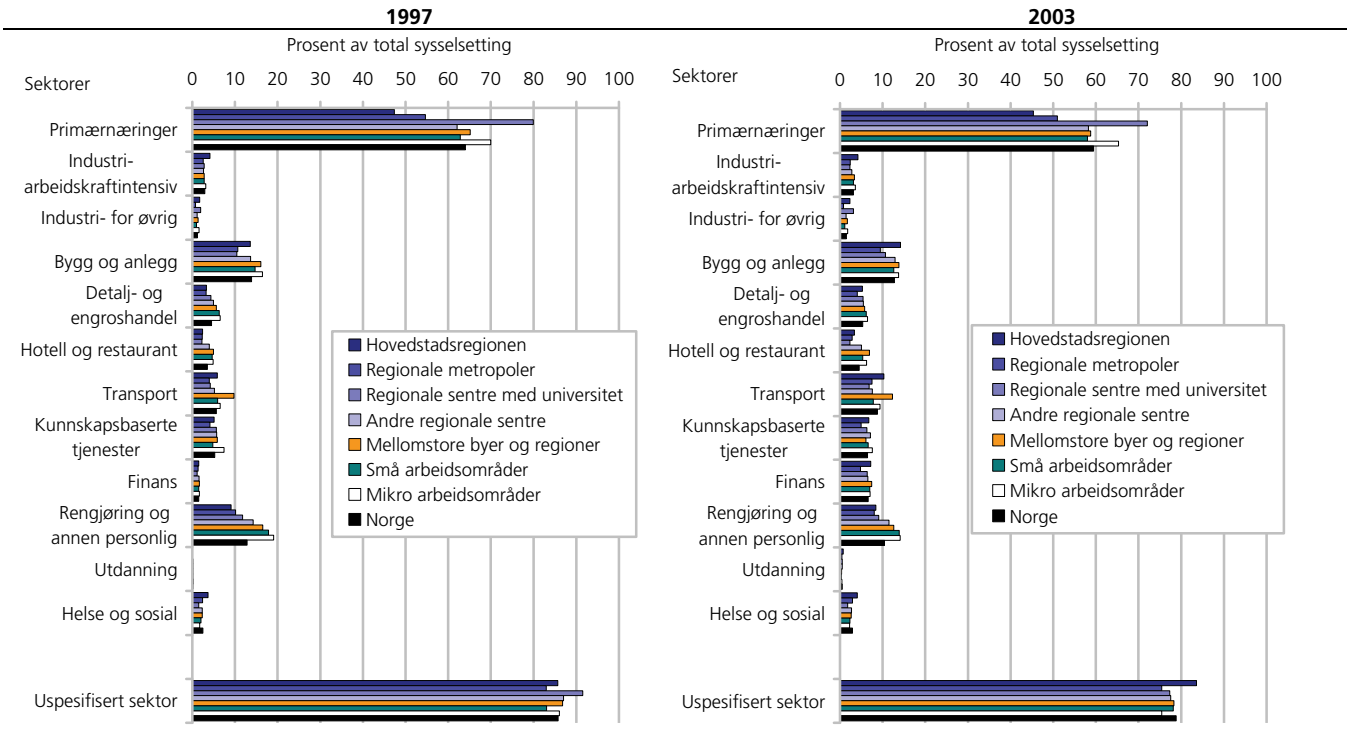 1997
Prosent av total sysselsetting
Sektorer
0 10 20 30 40 50 60 70 80 90 100
Primærnæringer
Industri-
arbeidskraftintensiv
Industri- for øvrig
Bygg og anlegg
Detalj- og
engroshandel
Hotell og restaurant
Transport
Kunnskapsbaserte
tjenester
Finans
Rengjøring og
annen personlig
Utdanning
Helse og sosial
Uspesifisert sektor
Hovedstadsregionen
Regionale metropoler
Regionale sentre med universitet
Andre regionale sentre
Mellomstore byer og regioner
Små arbeidsområder
Mikro arbeidsområder
Norge
2003
Prosent av total sysselsetting
Sektorer
0 10 20 30 40 50 60 70 80 90 100
Primærnæringer
Industri-
arbeidskraftintensiv
Industri- for øvrig
Bygg og anlegg
Detalj- og
engroshandel
Hotell og restaurant
Transport
Kunnskapsbaserte
tjenester
Finans
Rengjøring og
annen personlig
Utdanning
Helse og sosial
Uspesifisert sektor
Hovedstadsregionen
Regionale metropoler
Regionale sentre med universitet
Andre regionale sentre
Mellomstore byer og regioner
Små arbeidsområder
Mikro arbeidsområder
Norge